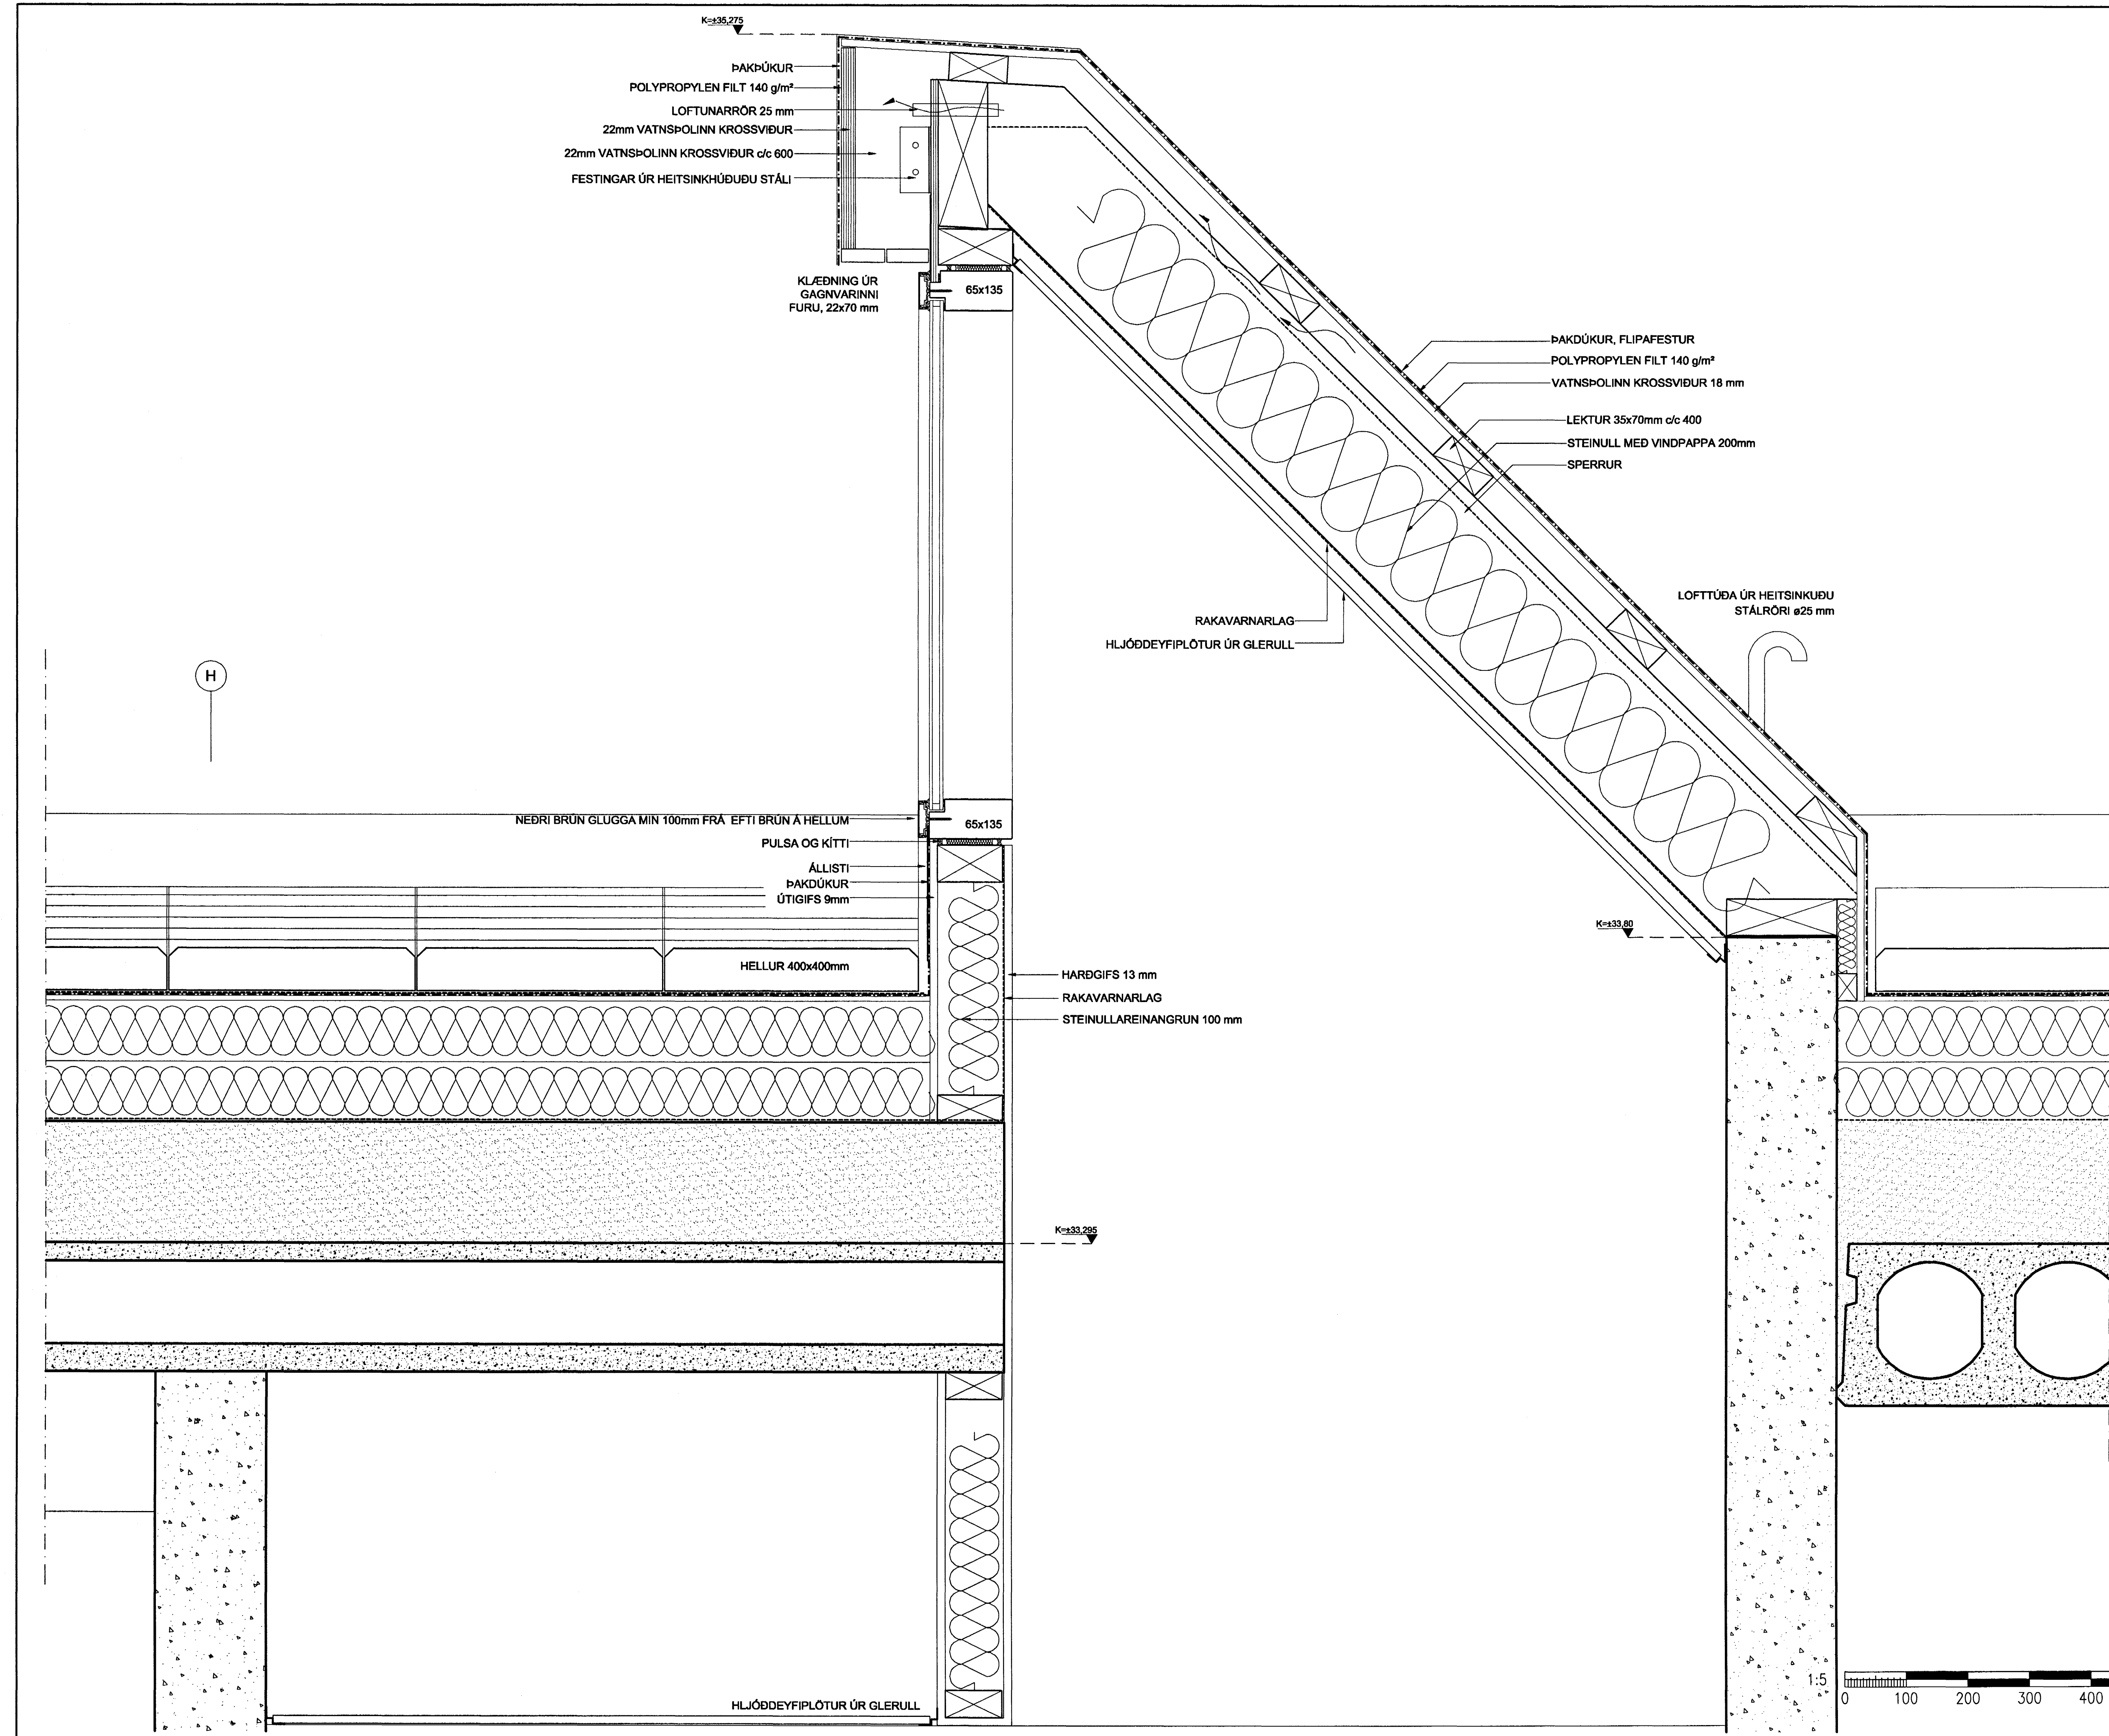 K=±35,275
ÞAKÞÚKUR
POLYPROPYLEN FILT 140 g/m²
LOFTUNARRÖR 25 mm
22mm VATNSÞOLINN KROSSVIÐUR
22mm VATNSÞOLINN KROSSVIÐUR c/c 600
FESTINGAR ÚR HEITSINKHÚÐUÐU STÁLI
KLÆÐNING ÚR
GAGNVARINNI
FURU, 22x70 mm
65x135
ÞAKDÚKUR, FLIPAFESTUR
POLYPROPYLEN FILT 140 g/m²
VATNSÞOLINN KROSSVIÐUR 18 mm
LEKTUR 35x70mm c/c 400
STEINULL MEÐ VINDPAPPA 200mm
SPERRUR
LOFTTÚÐA ÚR HEITSINKUÐU
STÁLRÖRI ø25 mm
RAKAVARNARLAG
HLJÓÐDEYFIPLÖTUR ÚR GLERULL
H
NEÐRI BRÚN GLUGGA MIN 100mm FRÁ EFTI BRÚN Á HELLUM
65x135
PULSA OG KÍTTI
ÁLLISTI
ÞAKDÚKUR
ÚTIGIFS 9mm
K=±33,80
HELLUR 400x400mm
HARÐGIFS 13 mm
RAKAVARNARLAG
STEINULLAREINANGRUN 100 mm
K=±33,295
HLJÓÐDEYFIPLÖTUR ÚR GLERULL
1:5
0 100 200 300 400